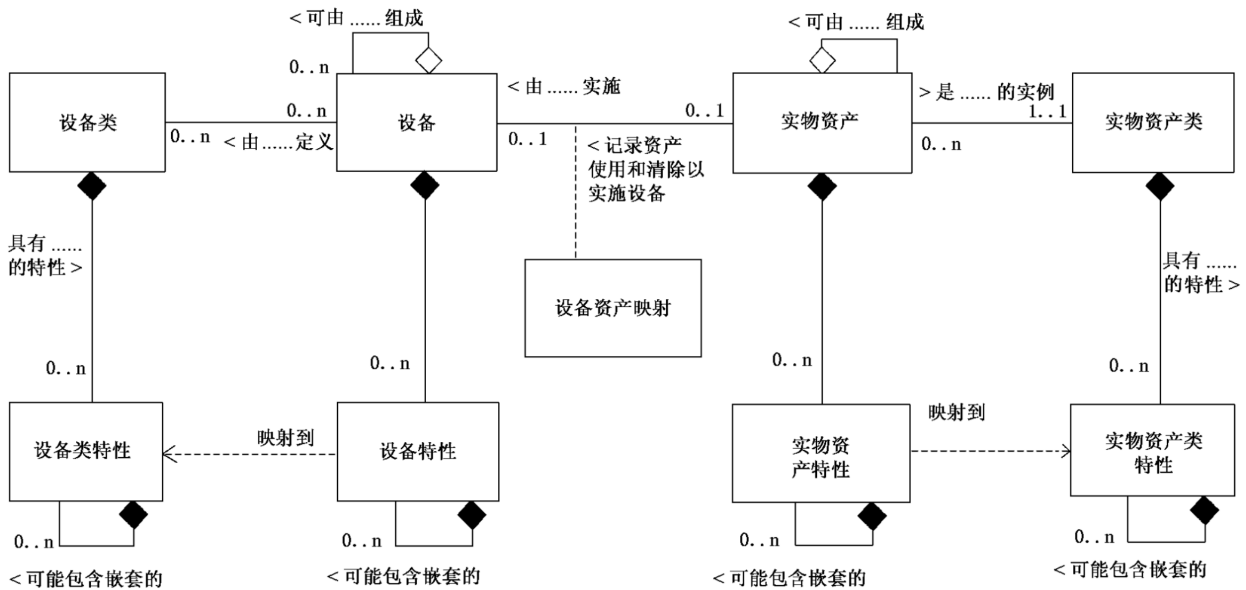 < 可由 ...... 组成
< 可由 ...... 组成
0..n
设备类
0..n
0..n
< 由......定义
设备
< 由 ...... 实施
0..1
0..1
< 记录资产
使用和清除以
实施设备
实物资产
> 是 ...... 的实例
1..1
0..n
实物资产类
具有 ......
的特性 >
设备资产映射
具有 ......
的特性 >
0..n
0..n
0..n
0..n
设备类特性
映射到
设备特性
实物资
产特性
映射到
实物资产类
特性
0..n
0..n
0..n
0..n
< 可能包含嵌套的
< 可能包含嵌套的
< 可能包含嵌套的
< 可能包含嵌套的